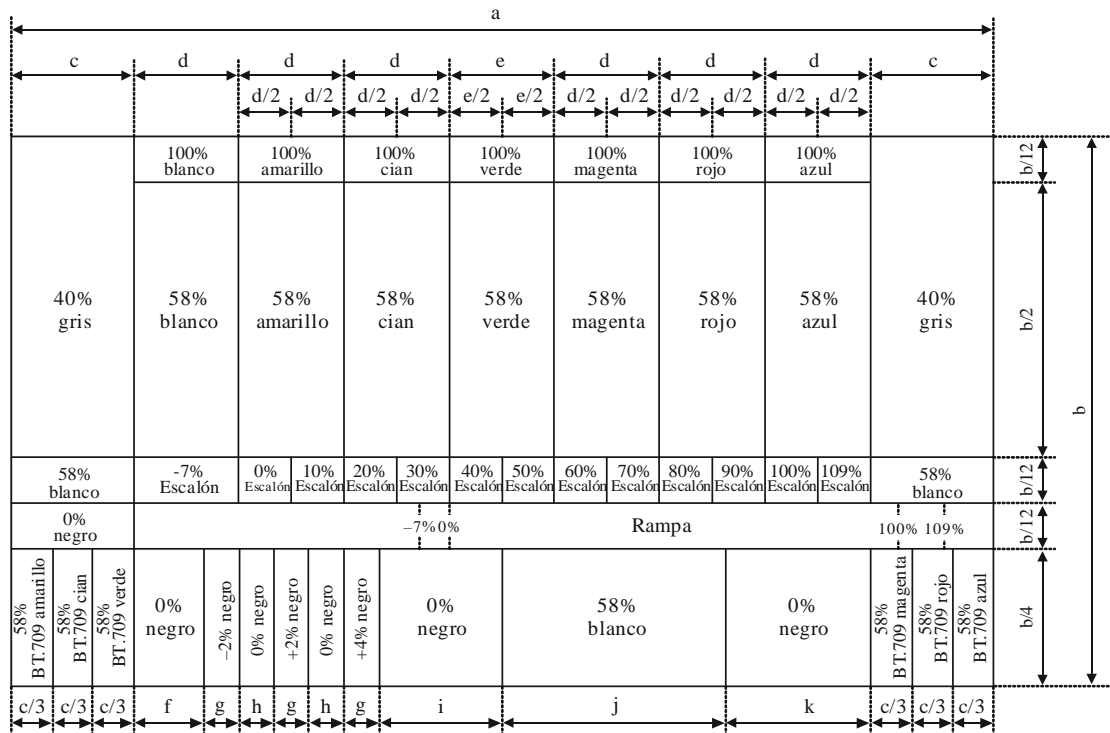 a
c d d d e d d d c
d/2 d/2 d/2 d/2 e/2 e/2 d/2 d/2 d/2 d/2 d/2 d/2
100% blanco
100% amarillo
100% cian
100% verde
100% magenta
100% rojo
100% azul
b/12
40% gris
58% blanco
58% amarillo
58% cian
58% verde
58% magenta
58% rojo
58% azul
40% gris
b/2
b
58% blanco
-7% Escalón
0% Escalón
10% Escalón
20% Escalón
30% Escalón
40% Escalón
50% Escalón
60% Escalón
70% Escalón
80% Escalón
90% Escalón
100% Escalón
109% Escalón
58% blanco
b/12
0% negro
–7% 0%
Rampa
100% 109%
b/12
58% BT.709 amarillo
58% BT.709 cian
58% BT.709 verde
0% negro
–2% negro
0% negro
+2% negro
0% negro
+4% negro
0% negro
58% blanco
0% negro
58% BT.709 magenta
58% BT.709 rojo
58% BT.709 azul
b/4
c/3 c/3 c/3 f g h g h g i j k c/3 c/3 c/3